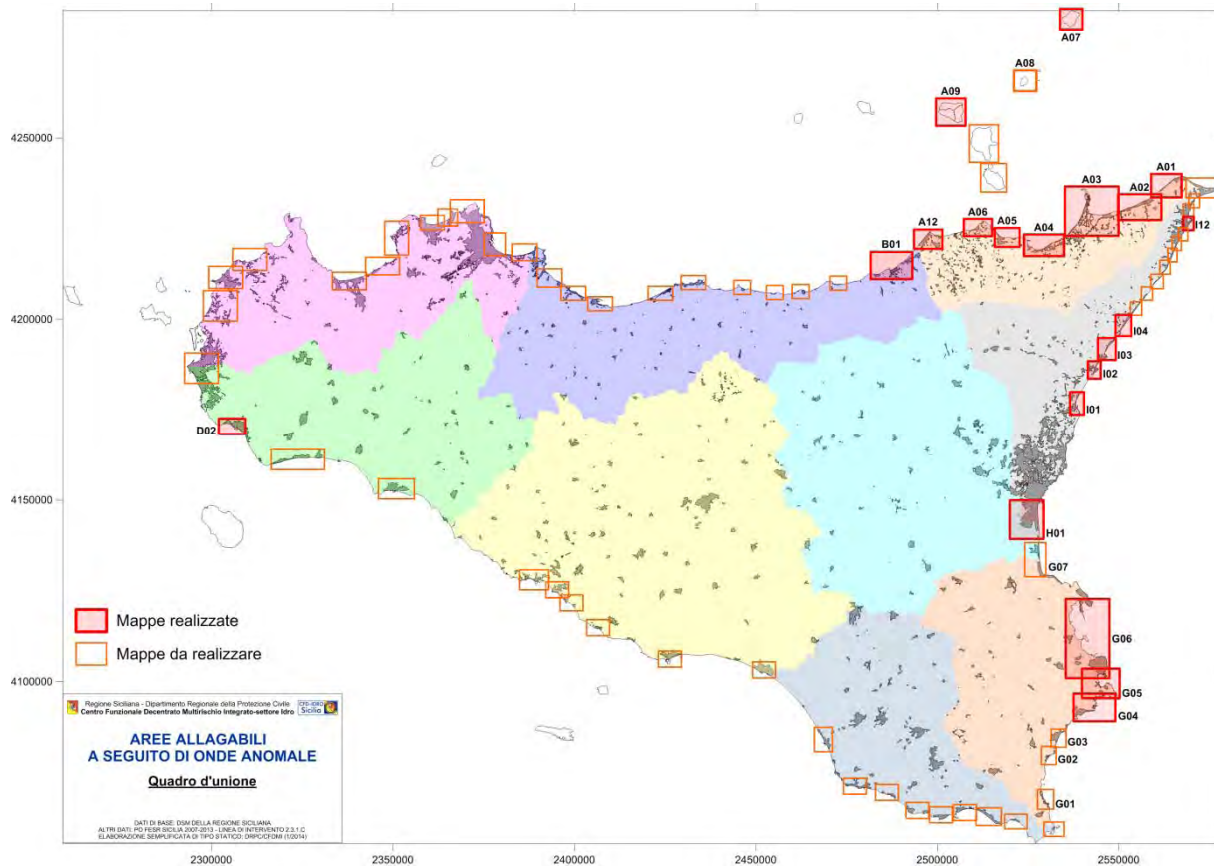 A07
A08
A09
4250000
A03
A01
A02
A12
A06
A05
A04
I12
B01
4200000
I04
I03
I02
I01
D02
4150000
H01
G07
Mappe realizzate
G06
Mappe da realizzare
4100000
G05
G04
Regione Siciliana - Dipartimento Regionale della Protezione Civile
Centro Funzionale Decentrato Multirischio Integrato-settore Idro
CFD-IDRO
Sicilia
G03
AREE ALLAGABILI
A SEGUITO DI ONDE ANOMALE
G02
Quadro d'unione
G01
DATI DI BASE: DSM DELLA REGIONE SICILIANA
ALTRI DATI: PO FESR SICILIA 2007-2013 - LINEA DI INTERVENTO 2.3.1.C
ELABORAZIONE SEMPLIFICATA DI TIPO STATICO: DRPC/CFDMI (1/2014)
2300000 2350000 2400000 2450000 2500000 2550000